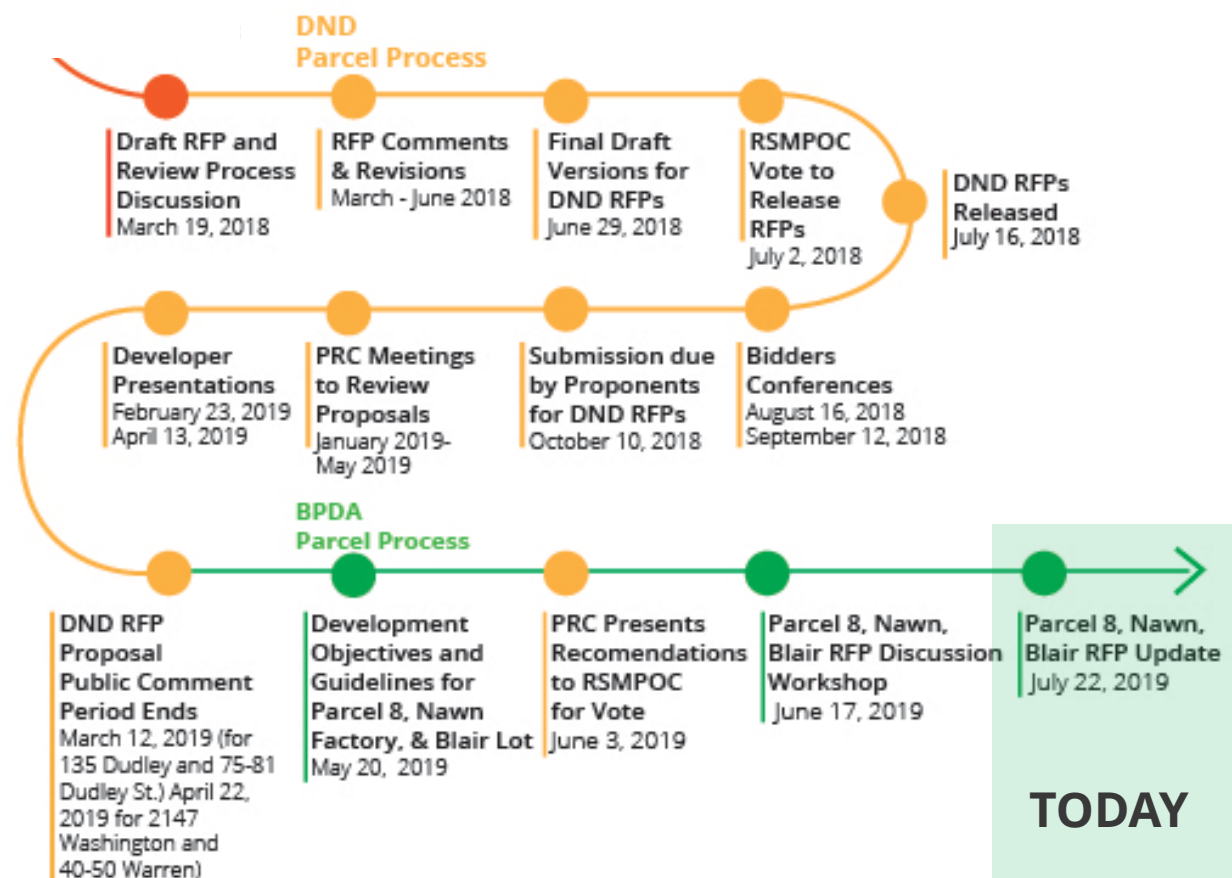 DND
Parcel Process
Draft RFP and
Review Process
Discussion
March 19, 2018
RFP Comments
& Revisions
March - June 2018
Final Draft
Versions for
DND RFPs
June 29, 2018
RSMPOC
Vote to
Release
RFPs
July 2, 2018
DND RFPs
Released
July 16, 2018
Developer
Presentations
February 23, 2019
April 13, 2019
PRC Meetings
to Review
Proposals
January 2019-
May 2019
Submission due
by Proponents
for DND RFPs
October 10, 2018
Bidders
Conferences
August 16, 2018
September 12, 2018
BPDA
Parcel Process
DND RFP
Proposal
Public Comment
Period Ends
March 12, 2019 (for
135 Dudley and 75-81
Dudley St.) April 22,
2019 for 2147
Washington and
40-50 Warren)
Development
Objectives and
Guidelines for
Parcel 8, Nawn
Factory, & Blair Lot
May 20, 2019
PRC Presents
Recomendations
to RSMPOC
for Vote
June 3, 2019
Parcel 8, Nawn,
Blair RFP Discussion
Workshop
June 17, 2019
Parcel 8, Nawn,
Blair RFP Update
July 22, 2019
TODAY